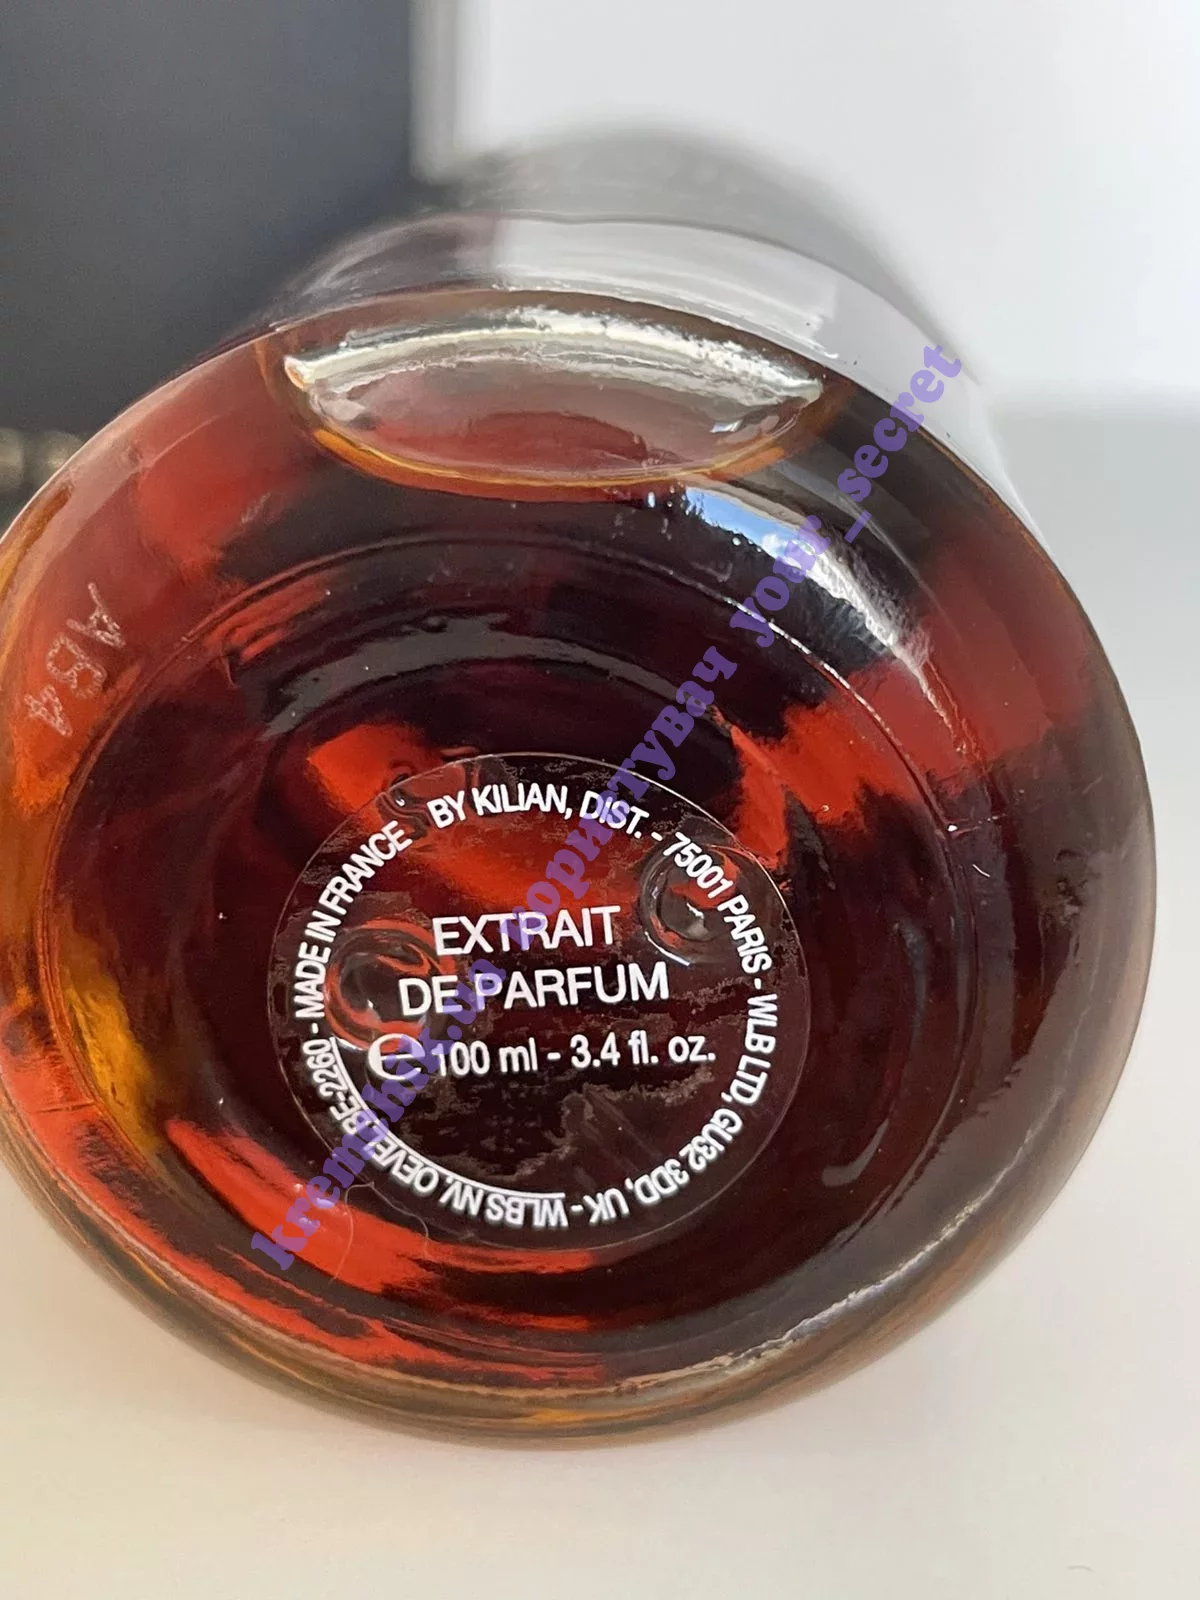 BY KILIAN, DIST. - 75001 PARIS - WLB LTD, GU32 3DD, UK - WLBS NV, OEVEL BE-2260 - MADE IN FRANCE
EXTRAIT
DE PARFUM
℮ 100 ml - 3.4 fl. oz.
your_secret